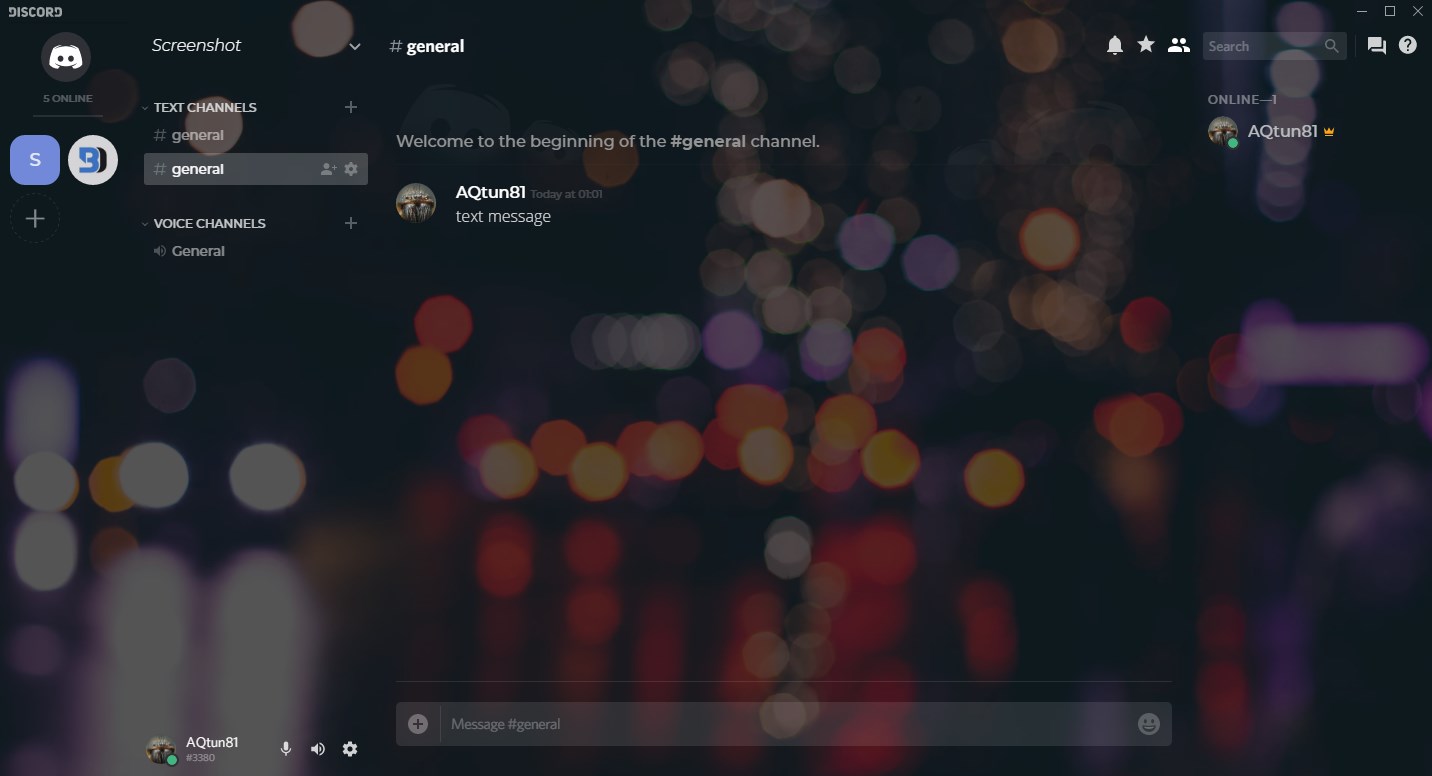 DISCORD
Screenshot
# general
Search
5 ONLINE
S
TEXT CHANNELS
# general
# general
VOICE CHANNELS
General
Welcome to the beginning of the #general channel.
AQtun81 Today at 01:01
text message
ONLINE—1
AQtun81
Message #general
AQtun81
#3380